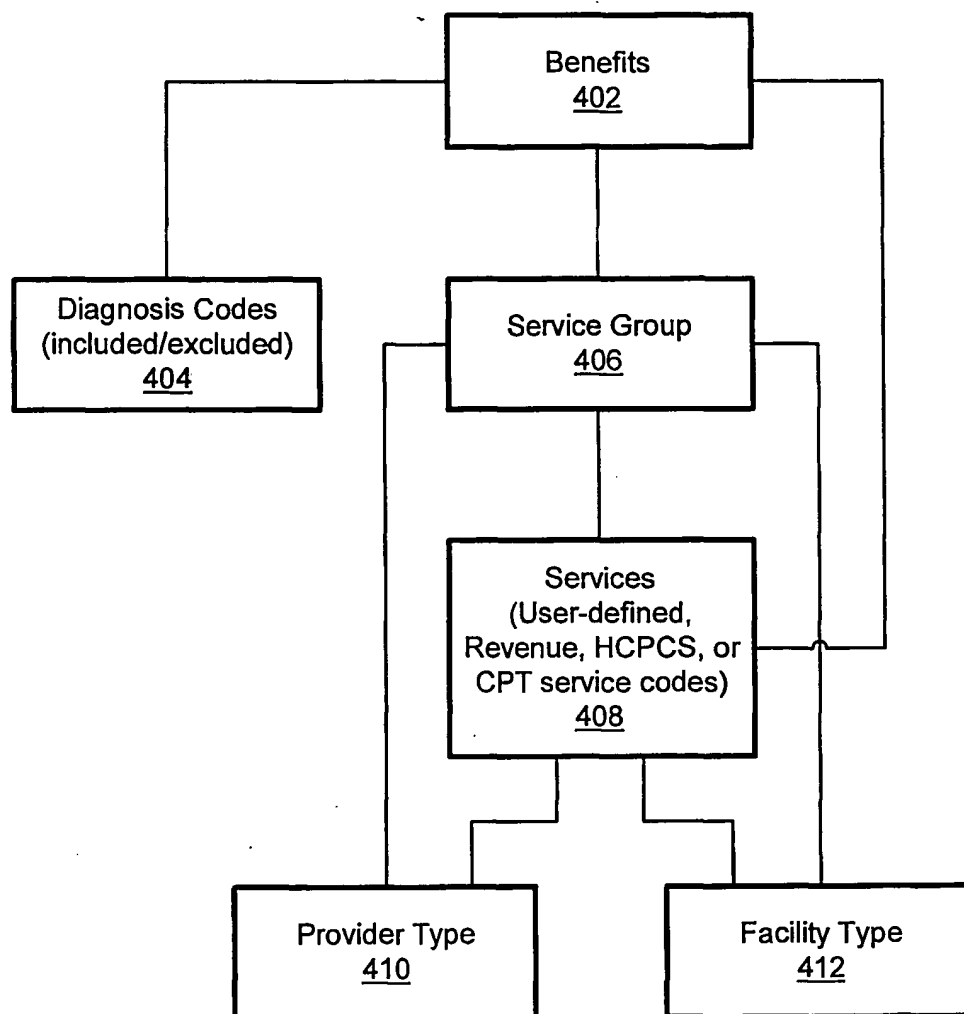 Benefits
402
Diagnosis Codes
(included/excluded)
404
Service Group
406
Services
(User-defined,
Revenue, HCPCS, or
CPT service codes)
408
Provider Type
410
Facility Type
412